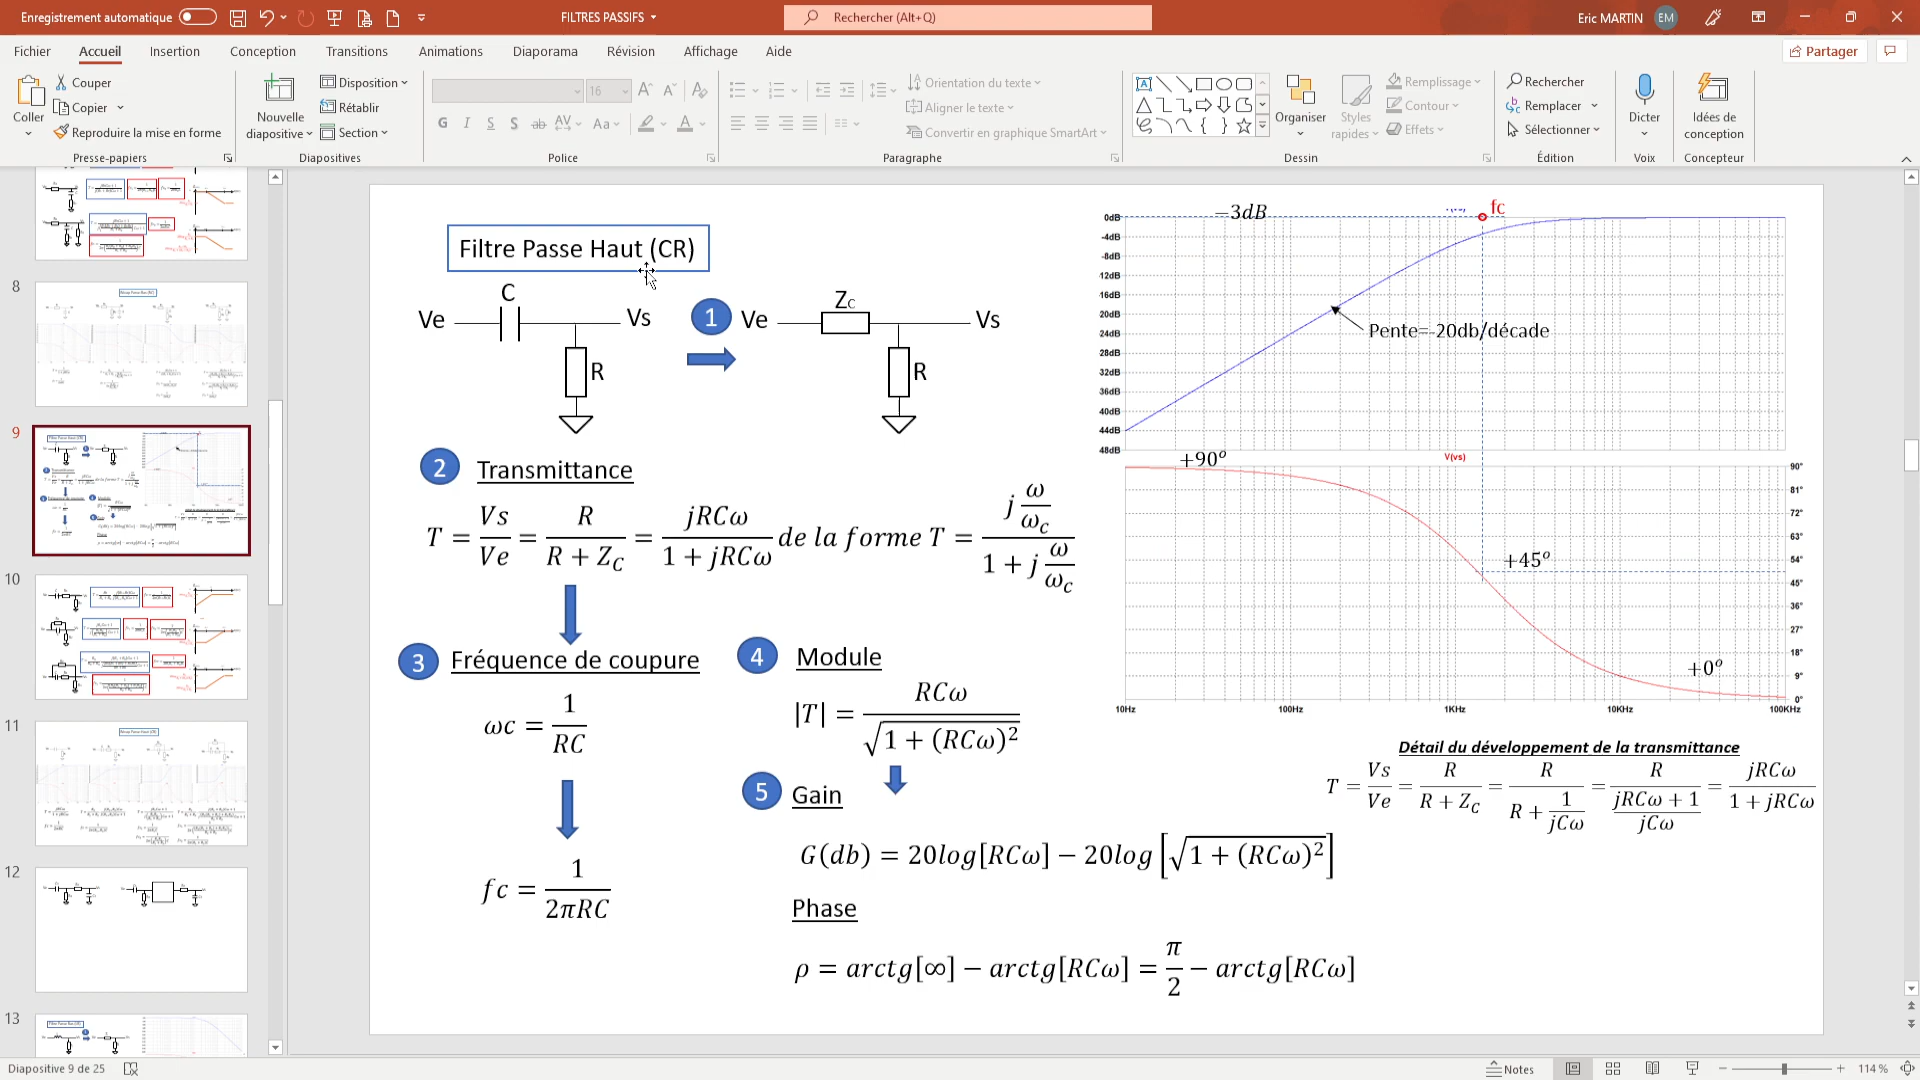 Enregistrement automatique
FILTRES PASSIFS
Rechercher (Alt+Q)
Eric MARTIN
EM
Fichier Accueil Insertion Conception Transitions Animations Diaporama Révision Affichage Aide
Partager
Coller
Couper
Copier
Reproduire la mise en forme
Presse-papiers
Nouvelle
diapositive
Disposition
Rétablir
Section
Diapositives
16
G I S S ab AV Aa A
Police
Orientation du texte
Aligner le texte
Convertir en graphique SmartArt
Paragraphe
Organiser
Styles
rapides
Remplissage
Contour
Effets
Dessin
Rechercher
Remplacer
Sélectionner
Édition
Dicter
Voix
Idées de
conception
Concepteur
8
9
10
11
12
13
Filtre Passe Haut (CR)
C
Ve
Vs
R
1
Ve
Zc
Vs
R
2 Transmittance
T = Vs/Ve = R/(R + Z_C) = jRCω/(1 + jRCω) de la forme T = (j ω/ω_c)/(1 + j ω/ω_c)
3 Fréquence de coupure
ωc = 1/RC
fc = 1/2πRC
4 Module
|T| = RCω/√(1 + (RCω)²)
5 Gain
G(db) = 20log[RCω] − 20log[√(1 + (RCω)²)]
Phase
ρ = arctg[∞] − arctg[RCω] = π/2 − arctg[RCω]
−3dB
fc
0dB
-4dB
-8dB
12dB
16dB
20dB
24dB
28dB
32dB
36dB
40dB
44dB
48dB
Pente=-20db/décade
V(vs)
+90°
+45°
+0°
90°
81°
72°
63°
54°
45°
36°
27°
18°
9°
0°
10Hz 100Hz 1KHz 10KHz 100KHz
Détail du développement de la transmittance
T = Vs/Ve = R/(R + Z_C) = R/(R + 1/jCω) = R/((jRCω + 1)/jCω) = jRCω/(1 + jRCω)
Diapositive 9 de 25
Notes
114 %